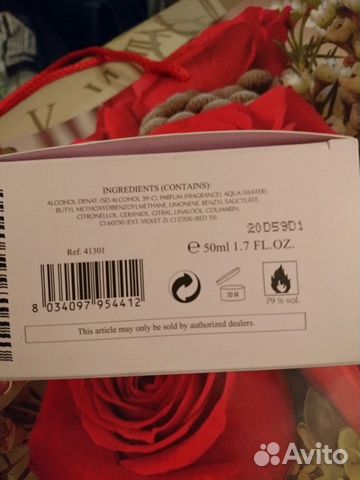 INGREDIENTS (CONTAINS):
ALCOHOL DENAT. (SD ALCOHOL 39-C), PARFUM (FRAGRANCE), AQUA (WATER),
BUTYL METHOXYDIBENZOYLMETHANE, LIMONENE, BENZYL SALICYLATE,
CITRONELLOL, GERANIOL, CITRAL, LINALOOL, COUMARIN,
CI 60730 (EXT. VIOLET 2), CI 17200 (RED 33).
20D59D1
Ref. 41301
℮ 50ml 1.7 FL.OZ.
8 034097 954412
30 M
79 % vol.
This article may only be sold by authorized dealers.
Avito